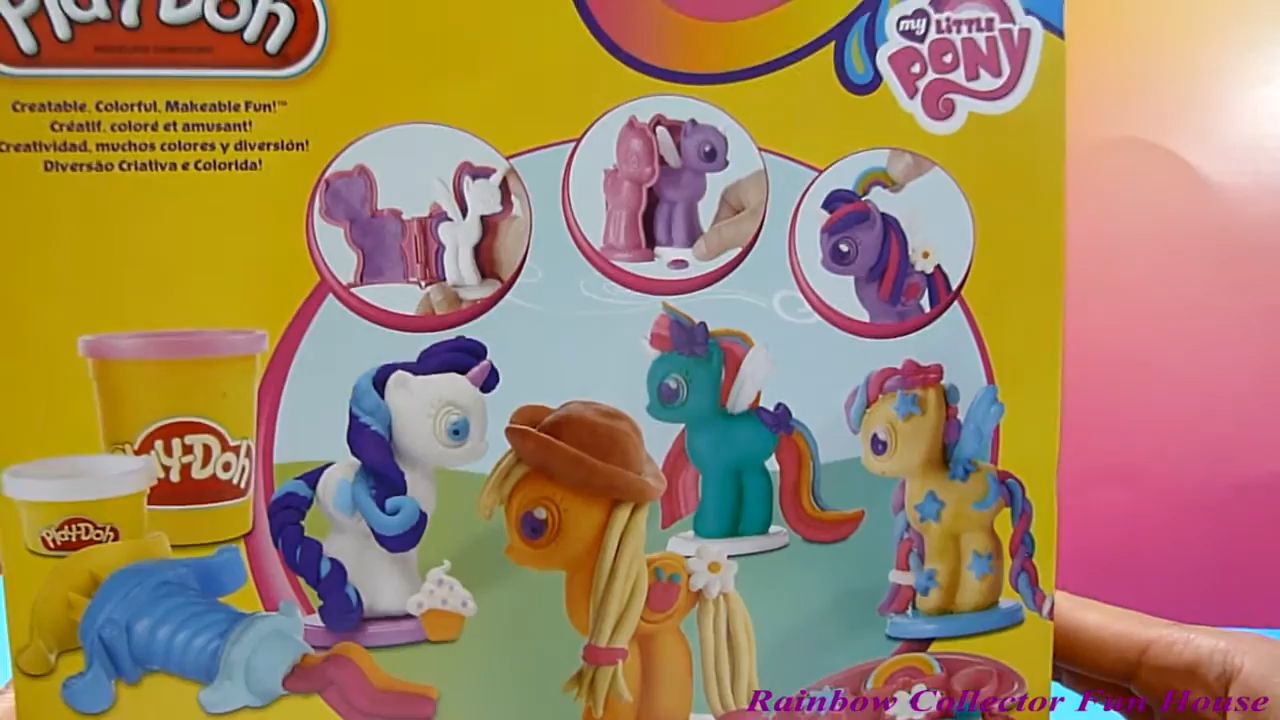 Play-Doh
my LITTLE
PONY
Creatable, Colorful, Makeable Fun!™
Créatif, coloré et amusant!
Creatividad, muchos colores y diversión!
Diversão Criativa e Colorida!
Play-Doh
Play-Doh
Rainbow Collector Fun House